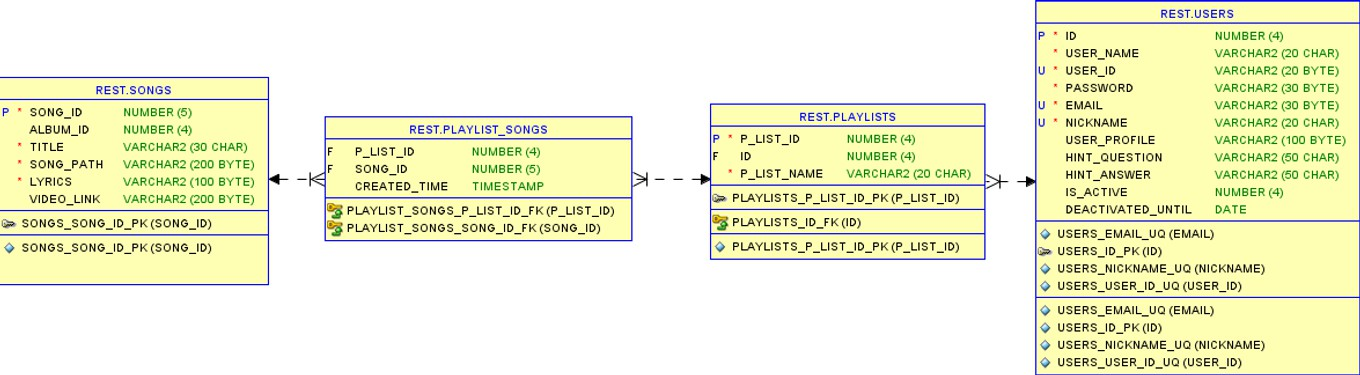 REST.SONGS
P * SONG_ID NUMBER (5)
ALBUM_ID NUMBER (4)
* TITLE VARCHAR2 (30 CHAR)
* SONG_PATH VARCHAR2 (200 BYTE)
* LYRICS VARCHAR2 (100 BYTE)
VIDEO_LINK VARCHAR2 (200 BYTE)
SONGS_SONG_ID_PK (SONG_ID)
SONGS_SONG_ID_PK (SONG_ID)
REST.PLAYLIST_SONGS
F P_LIST_ID NUMBER (4)
F SONG_ID NUMBER (5)
CREATED_TIME TIMESTAMP
PLAYLIST_SONGS_P_LIST_ID_FK (P_LIST_ID)
PLAYLIST_SONGS_SONG_ID_FK (SONG_ID)
REST.PLAYLISTS
P * P_LIST_ID NUMBER (4)
F ID NUMBER (4)
* P_LIST_NAME VARCHAR2 (20 CHAR)
PLAYLISTS_P_LIST_ID_PK (P_LIST_ID)
PLAYLISTS_ID_FK (ID)
PLAYLISTS_P_LIST_ID_PK (P_LIST_ID)
REST.USERS
P * ID NUMBER (4)
* USER_NAME VARCHAR2 (20 CHAR)
U * USER_ID VARCHAR2 (20 BYTE)
* PASSWORD VARCHAR2 (30 BYTE)
U * EMAIL VARCHAR2 (30 BYTE)
U * NICKNAME VARCHAR2 (20 CHAR)
USER_PROFILE VARCHAR2 (100 BYTE)
HINT_QUESTION VARCHAR2 (50 CHAR)
HINT_ANSWER VARCHAR2 (50 CHAR)
IS_ACTIVE NUMBER (4)
DEACTIVATED_UNTIL DATE
USERS_EMAIL_UQ (EMAIL)
USERS_ID_PK (ID)
USERS_NICKNAME_UQ (NICKNAME)
USERS_USER_ID_UQ (USER_ID)
USERS_EMAIL_UQ (EMAIL)
USERS_ID_PK (ID)
USERS_NICKNAME_UQ (NICKNAME)
USERS_USER_ID_UQ (USER_ID)